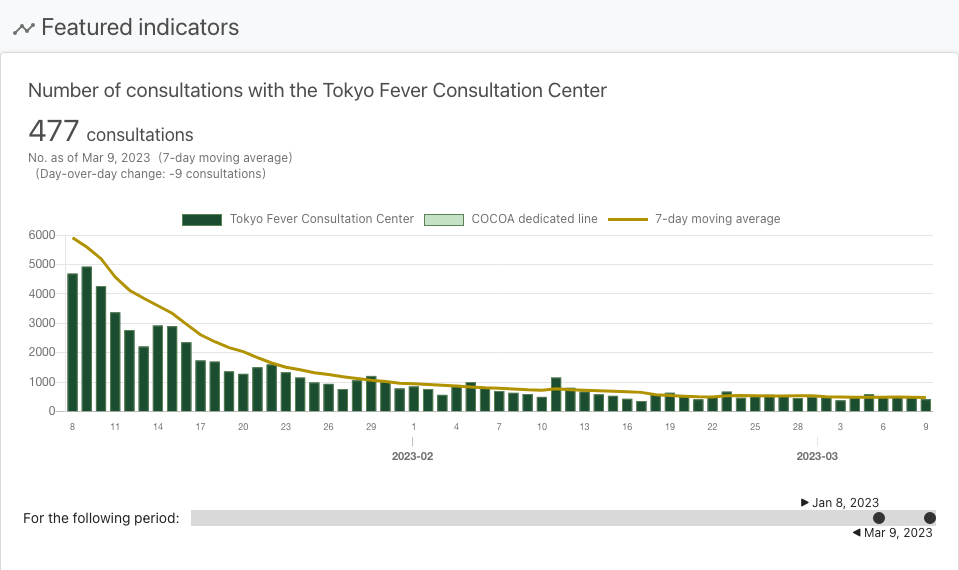 Featured indicators
Number of consultations with the Tokyo Fever Consultation Center
477 consultations
No. as of Mar 9, 2023 (7-day moving average)
(Day-over-day change: -9 consultations)
Tokyo Fever Consultation Center COCOA dedicated line 7-day moving average
6000
5000
4000
3000
2000
1000
0
8 11 14 17 20 23 26 29 1 4 7 10 13 16 19 22 25 28 3 6 9
2023-02 2023-03
Jan 8, 2023
For the following period:
Mar 9, 2023